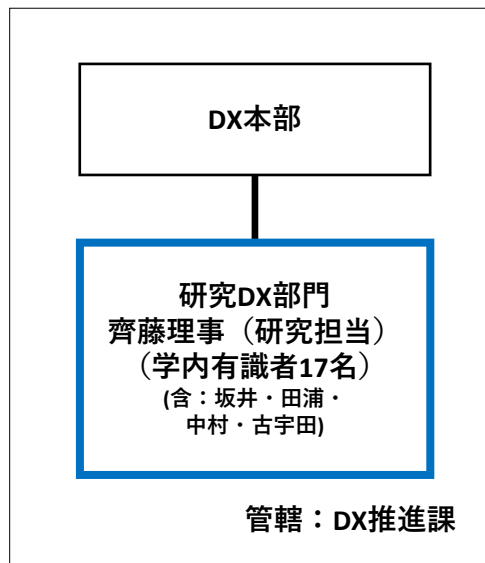 DX本部
研究DX部門
齊藤理事（研究担当）
（学内有識者17名）
(含：坂井・田浦・
中村・古宇田)
管轄：DX推進課